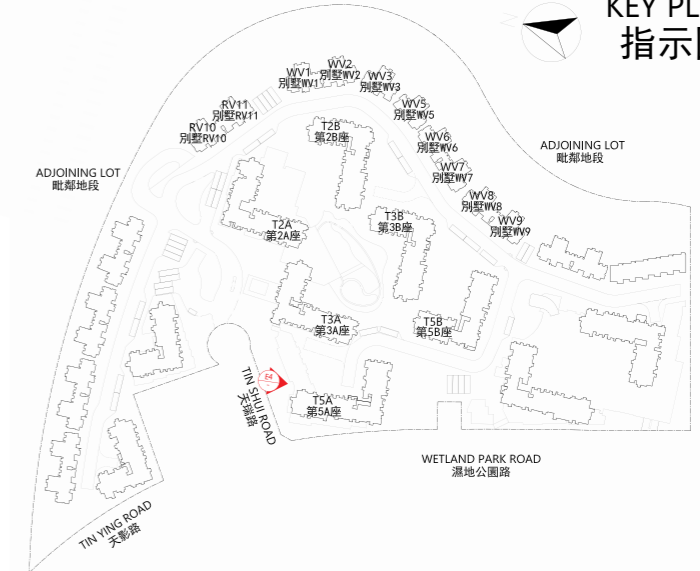 KEY PL
指示
WV1
別墅WV1
WV2
別墅WV2
WV3
別墅WV3
WV5
別墅WV5
WV6
別墅WV6
WV7
別墅WV7
WV8
別墅WV8
WV9
別墅WV9
RV11
別墅RV11
RV10
別墅RV10
T2B
第2B座
ADJOINING LOT
毗鄰地段
ADJOINING LOT
毗鄰地段
T2A
第2A座
T3B
第3B座
T3A
第3A座
T5B
第5B座
E4
T5A
第5A座
TIN SHUI ROAD
天瑞路
WETLAND PARK ROAD
濕地公園路
TIN YING ROAD
天影路